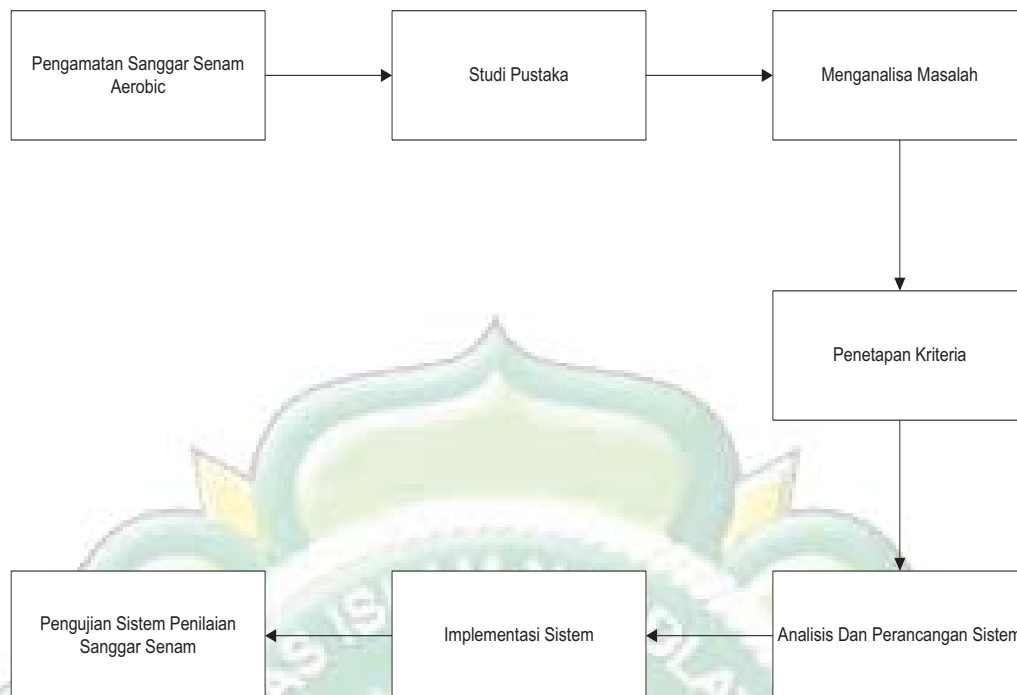 Pengamatan Sanggar Senam
Aerobic
Studi Pustaka
Menganalisa Masalah
Penetapan Kriteria
Analisis Dan Perancangan Sistem
Implementasi Sistem
Pengujian Sistem Penilaian
Sanggar Senam